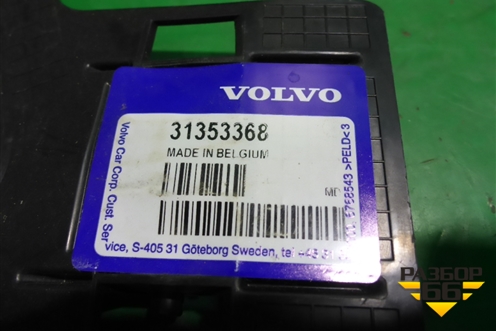 VOLVO
31353368
MADE IN BELGIUM
Volvo Car Corp. Cust. Ser
vice, S-405 31 Göteborg Sweden, tel
>PELD<3
РАЗБОР
66